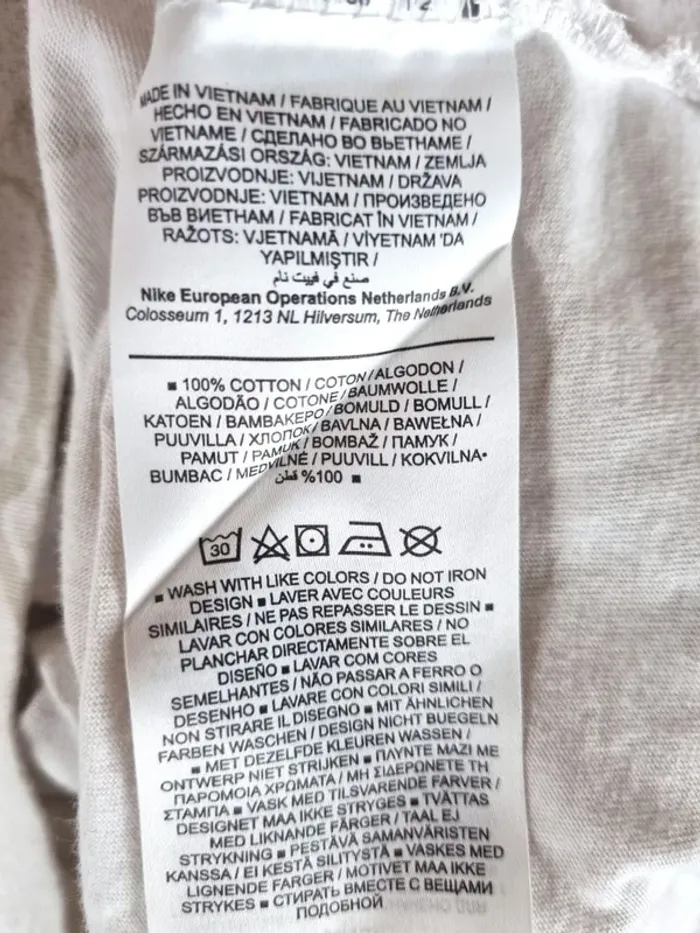 MADE IN VIETNAM / FABRIQUE AU VIETNAM /
HECHO EN VIETNAM / FABRICADO NO
VIETNAME / СДЕЛАНО ВО ВЬЕТНАМЕ /
SZÁRMAZÁSI ORSZÁG: VIETNAM / ZEMLJA
PROIZVODNJE: VIJETNAM / DRŽAVA
PROIZVODNJE: VIETNAM / ПРОИЗВЕДЕНО
ВЪВ ВИЕТНАМ / FABRICAT ÎN VIETNAM /
RAŽOTS: VJETNAMĀ / VİYETNAM 'DA
YAPILMIŞTIR /
صنع في فييت نام
Nike European Operations Netherlands B.V.
Colosseum 1, 1213 NL Hilversum, The Netherlands
■ 100% COTTON / COTON / ALGODON /
ALGODÃO / COTONE / BAUMWOLLE /
KATOEN / ΒΑΜΒΑΚΕΡΟ / BOMULD / BOMULL /
PUUVILLA / ХЛОПОК / BAVLNA / BAWEŁNA /
PAMUT / PAMUK / BOMBAŽ / ПАМУК /
BUMBAC / MEDVILNĖ / PUUVILL / KOKVILNA•
%100 قطن ■
30
■ WASH WITH LIKE COLORS / DO NOT IRON
DESIGN ■ LAVER AVEC COULEURS
SIMILAIRES / NE PAS REPASSER LE DESSIN ■
LAVAR CON COLORES SIMILARES / NO
PLANCHAR DIRECTAMENTE SOBRE EL
DISEÑO ■ LAVAR COM CORES
SEMELHANTES / NÃO PASSAR A FERRO O
DESENHO ■ LAVARE CON COLORI SIMILI /
NON STIRARE IL DISEGNO ■ MIT ÄHNLICHEN
FARBEN WASCHEN / DESIGN NICHT BUEGELN
■ MET DEZELFDE KLEUREN WASSEN /
ONTWERP NIET STRIJKEN ■ ΠΛΥΝΤΕ ΜΑΖΙ ΜΕ
ΠΑΡΟΜΟΙΑ ΧΡΩΜΑΤΑ / ΜΗ ΣΙΔΕΡΩΝΕΤΕ ΤΗ
ΣΤΑΜΠΑ ■ VASK MED TILSVARENDE FARVER /
DESIGNET MAA IKKE STRYGES ■ TVÄTTAS
MED LIKNANDE FÄRGER / TAAL EJ
STRYKNING ■ PESTÄVÄ SAMANVÄRISTEN
KANSSA / EI KESTÄ SILITYSTÄ ■ VASKES MED
LIGNENDE FARGER / MOTIVET MAA IKKE
STRYKES ■ СТИРАТЬ ВМЕСТЕ С ВЕЩАМИ
ПОДОБНОЙ